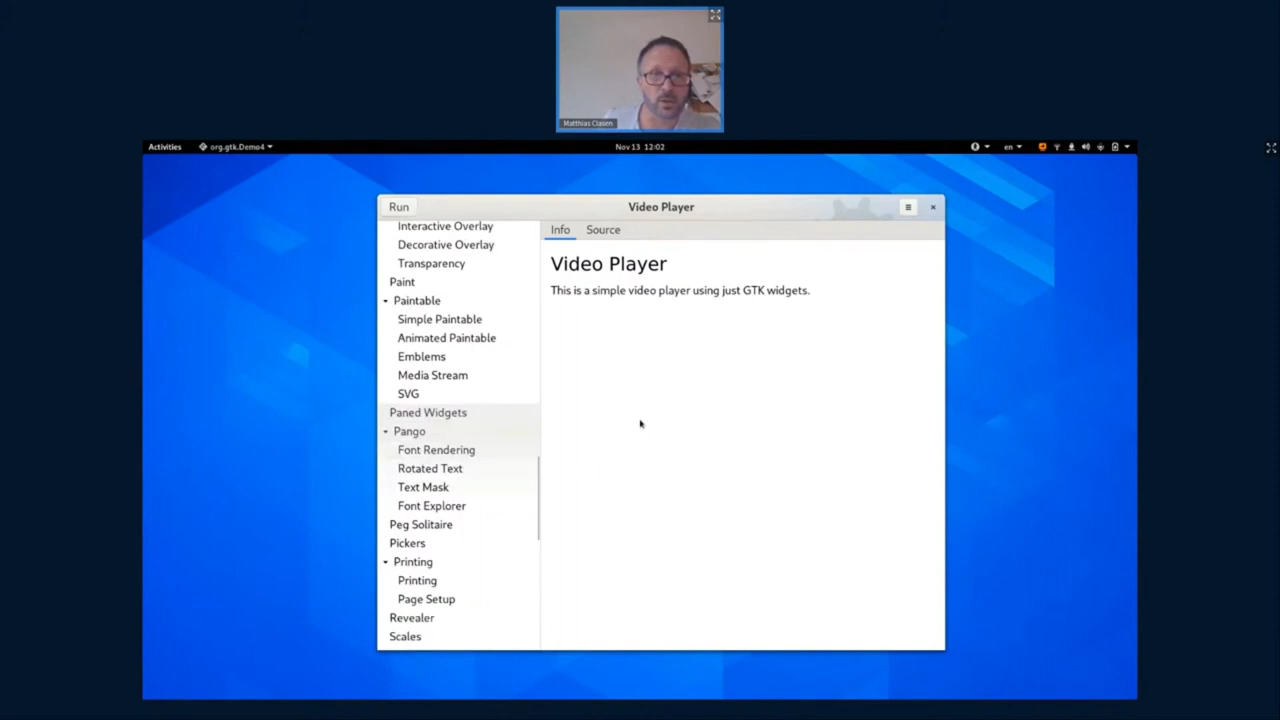 Matthias Clasen
Activities
org.gtk.Demo4
Nov 13 12:02
en
Run
Video Player
Interactive Overlay
Decorative Overlay
Transparency
Paint
Paintable
Simple Paintable
Animated Paintable
Emblems
Media Stream
SVG
Paned Widgets
Pango
Font Rendering
Rotated Text
Text Mask
Font Explorer
Peg Solitaire
Pickers
Printing
Printing
Page Setup
Revealer
Scales
Info
Source
Video Player
This is a simple video player using just GTK widgets.